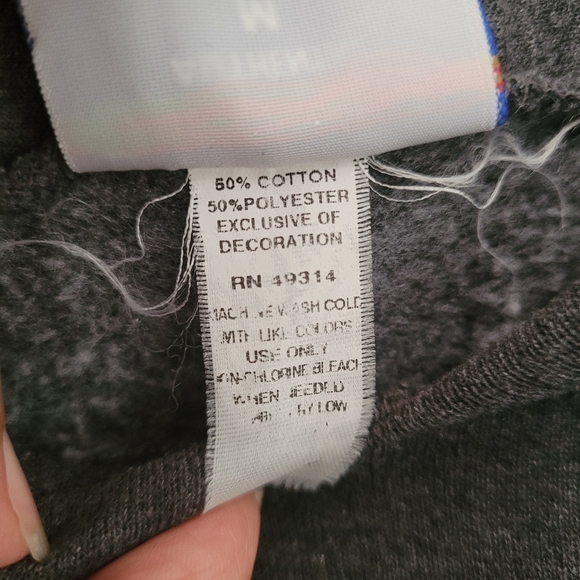 M
50% COTTON
50%POLYESTER
EXCLUSIVE OF
DECORATION
RN 49314
MACHINE WASH COLD
WITH LIKE COLORS
USE ONLY
NON-CHLORINE BLEACH
WHEN NEEDED
DRY LOW